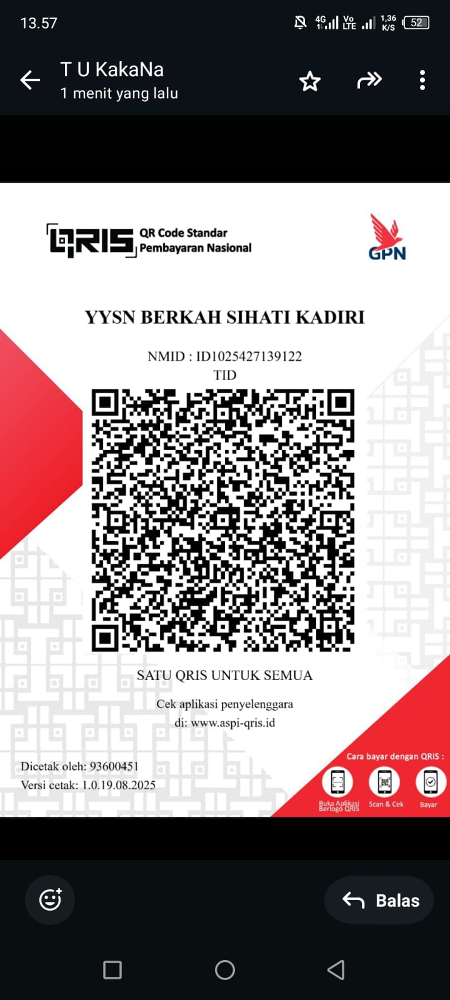 13.57
4G
Vo
LTE
1,36
K/S
52
T U KakaNa
1 menit yang lalu
QRIS
QR Code Standar
Pembayaran Nasional
GPN
YYSN BERKAH SIHATI KADIRI
NMID : ID1025427139122
TID
SATU QRIS UNTUK SEMUA
Cek aplikasi penyelenggara
di: www.aspi-qris.id
Dicetak oleh: 93600451
Versi cetak: 1.0.19.08.2025
Cara bayar dengan QRIS :
Buka Aplikasi
Berlogo QRIS
Scan & Cek
Bayar
Balas